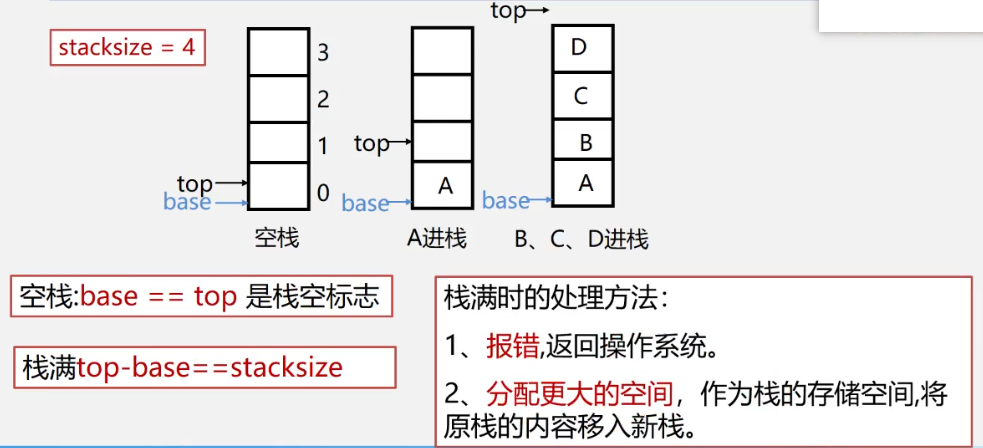 stacksize = 4
top
3
2
1
0
top
base
空栈
top
A
base
A进栈
top
D
C
B
A
base
B、C、D进栈
空栈:base == top 是栈空标志
栈满top-base==stacksize
栈满时的处理方法：
1、报错,返回操作系统。
2、分配更大的空间，作为栈的存储空间,将
原栈的内容移入新栈。